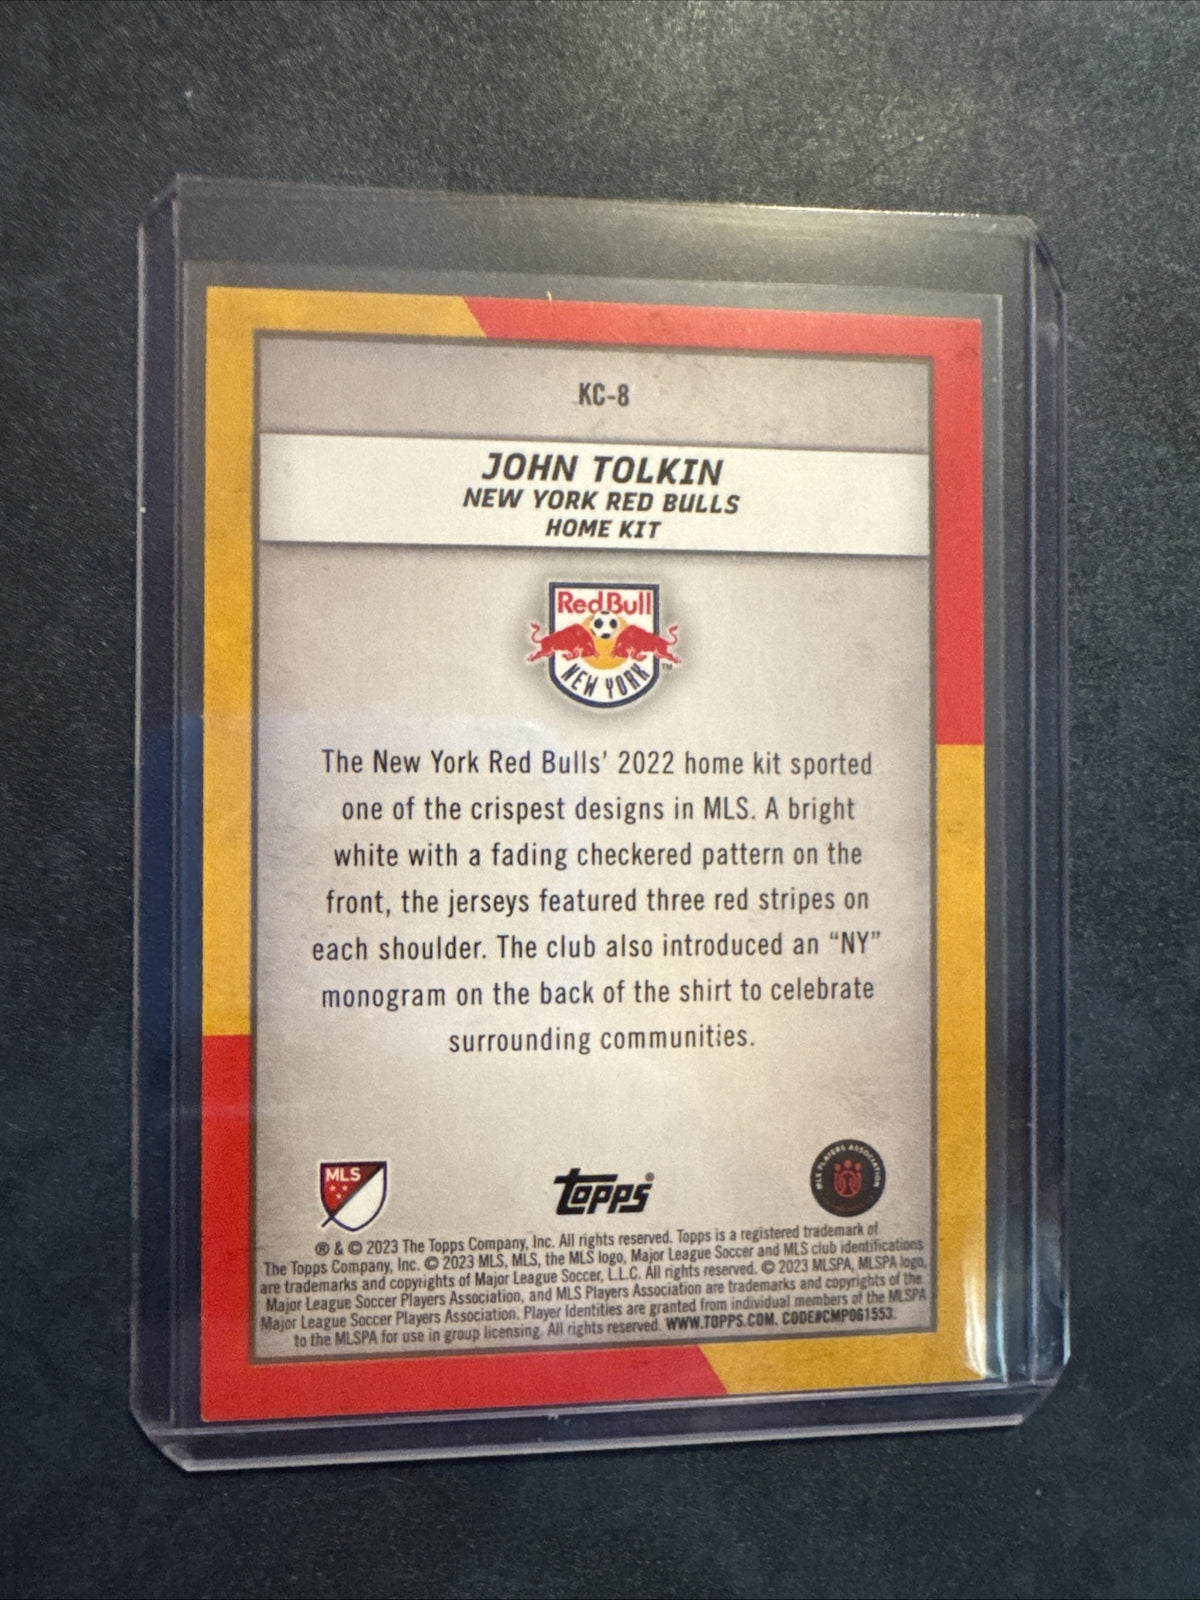 KC-8
JOHN TOLKIN
NEW YORK RED BULLS
HOME KIT
Red Bull
NEW YORK
TM
The New York Red Bulls’ 2022 home kit sported
one of the crispest designs in MLS. A bright
white with a fading checkered pattern on the
front, the jerseys featured three red stripes on
each shoulder. The club also introduced an “NY”
monogram on the back of the shirt to celebrate
surrounding communities.
MLS
Topps®
MLS PLAYERS ASSOCIATION
® & © 2023 The Topps Company, Inc. All rights reserved. Topps is a registered trademark of
The Topps Company, Inc. © 2023 MLS, MLS, the MLS logo, Major League Soccer and MLS club identifications
are trademarks and copyrights of Major League Soccer, L.L.C. All rights reserved. © 2023 MLSPA, MLSPA logo,
Major League Soccer Players Association, and MLS Players Association are trademarks and copyrights of the
Major League Soccer Players Association. Player Identities are granted from individual members of the MLSPA
to the MLSPA for use in group licensing. All rights reserved. WWW.TOPPS.COM. CODE#CMP061553.